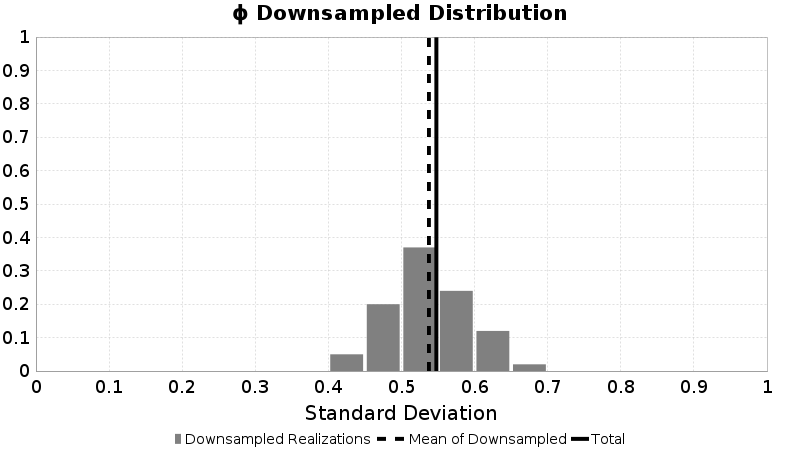 ϕ Downsampled Distribution
1
0.9
0.8
0.7
0.6
0.5
0.4
0.3
0.2
0.1
0
0 0.1 0.2 0.3 0.4 0.5 0.6 0.7 0.8 0.9 1
Standard Deviation
Downsampled Realizations Mean of Downsampled Total